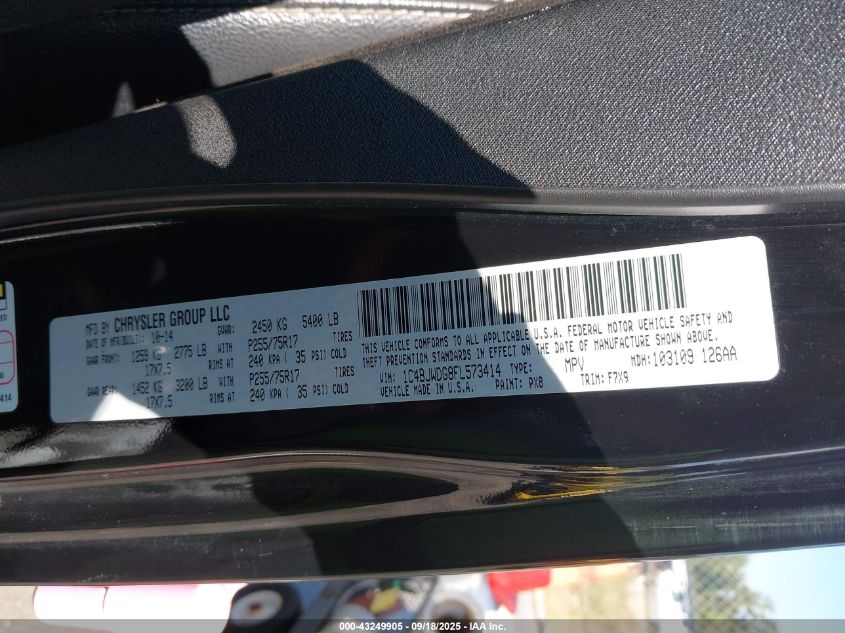 MFD BY CHRYSLER GROUP LLC
DATE OF MFR/BUILT: 10-14 GVWR: 2450 KG 5400 LB
GAWR FRONT: 1259 KG 2775 LB P255/75R17 TIRES
17X7.5 RIMS AT 240 KPA ( 35 PSI) COLD
GAWR REAR: 1452 KG 3200 LB P255/75R17 TIRES
17X7.5 RIMS AT 240 KPA ( 35 PSI) COLD
THIS VEHICLE CONFORMS TO ALL APPLICABLE U.S.A. FEDERAL MOTOR VEHICLE SAFETY AND
THEFT PREVENTION STANDARDS IN EFFECT ON THE DATE OF MANUFACTURE SHOWN ABOVE.
VIN: 1C4BJWDG8FL573414 TYPE: MPV MDH: 103109 126AA
VEHICLE MADE IN U.S.A. PAINT: PX8 TRIM: F7X9
414
000-43249905 - 09/18/2025 - IAA Inc.